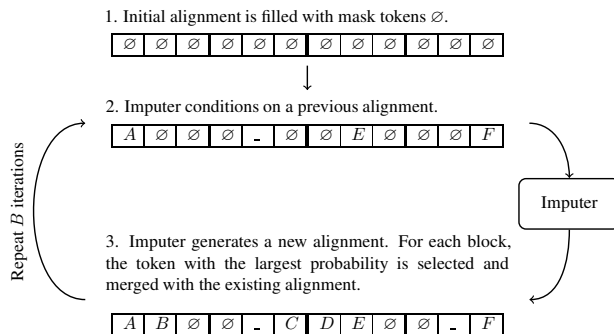 1. Initial alignment is filled with mask tokens ∅.
∅ ∅ ∅ ∅ ∅ ∅ ∅ ∅ ∅ ∅ ∅ ∅
2. Imputer conditions on a previous alignment.
A ∅ ∅ ∅ _ ∅ ∅ E ∅ ∅ ∅ F
Repeat B iterations
Imputer
3. Imputer generates a new alignment. For each block,
the token with the largest probability is selected and
merged with the existing alignment.
A B ∅ ∅ _ C D E ∅ ∅ _ F